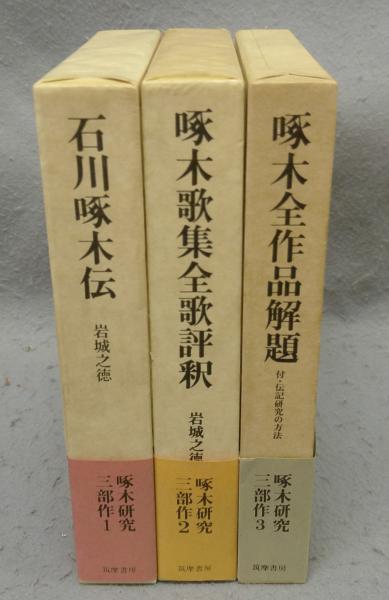 石川啄木伝
岩城之徳
啄木研究
三部作1
筑摩書房
啄木歌集全歌評釈
岩城之徳
啄木研究
三部作2
筑摩書房
啄木全作品解題
付・伝記研究の方法
啄木研究
三部作3
筑摩書房